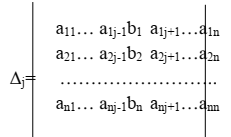 a₁₁… a₁ⱼ₋₁b₁ a₁ⱼ₊₁…a₁ₙ
a₂₁… a₂ⱼ₋₁b₂ a₂ⱼ₊₁…a₂ₙ
Δⱼ= ……………………….
aₙ₁… aₙⱼ₋₁bₙ aₙⱼ₊₁…aₙₙ